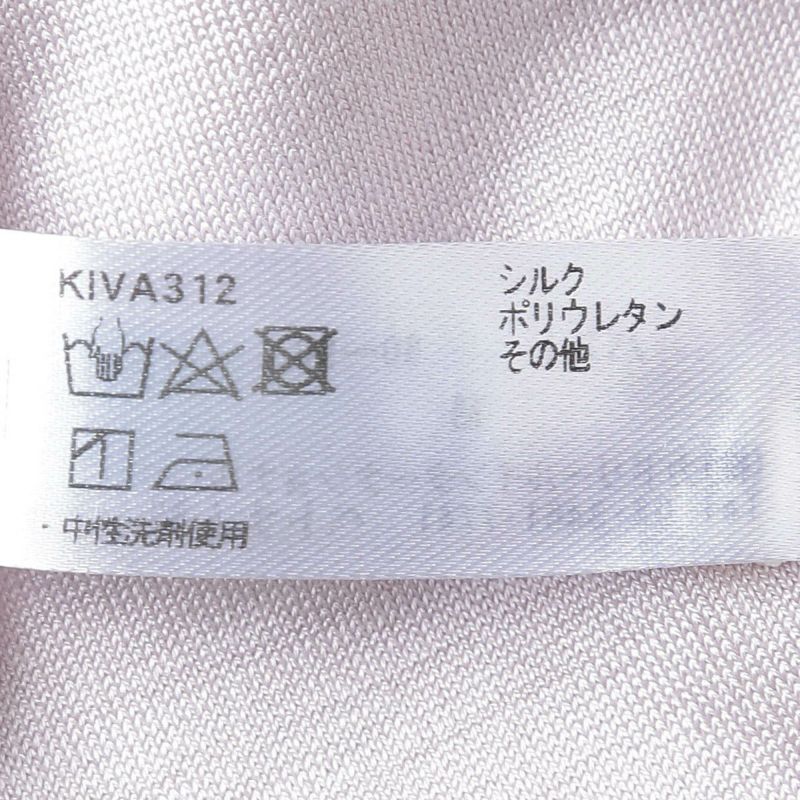 KIVA312
シルク
ポリウレタン
その他
・中性洗剤使用